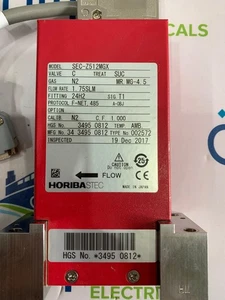 MODEL SEC-Z512MGX
VALVE C TREAT SUC
GAS N2 MR MG-4.5
FLOW RATE 1.75SLM
FITTING 24H2 SIG T1
PROTOCOL F-NET,485 A-OBJ
OPTION
CALIB. N2 C.F 1.000
HGS No. 3495 0812 TEMP AMB
MFG No. 34 3495 0812 TYPE No. 002572
INSPECTED 19 Dec 2017
25
FLOW
HORIBASTEC
MADE IN JAPAN
HGS No. *3495 0812*